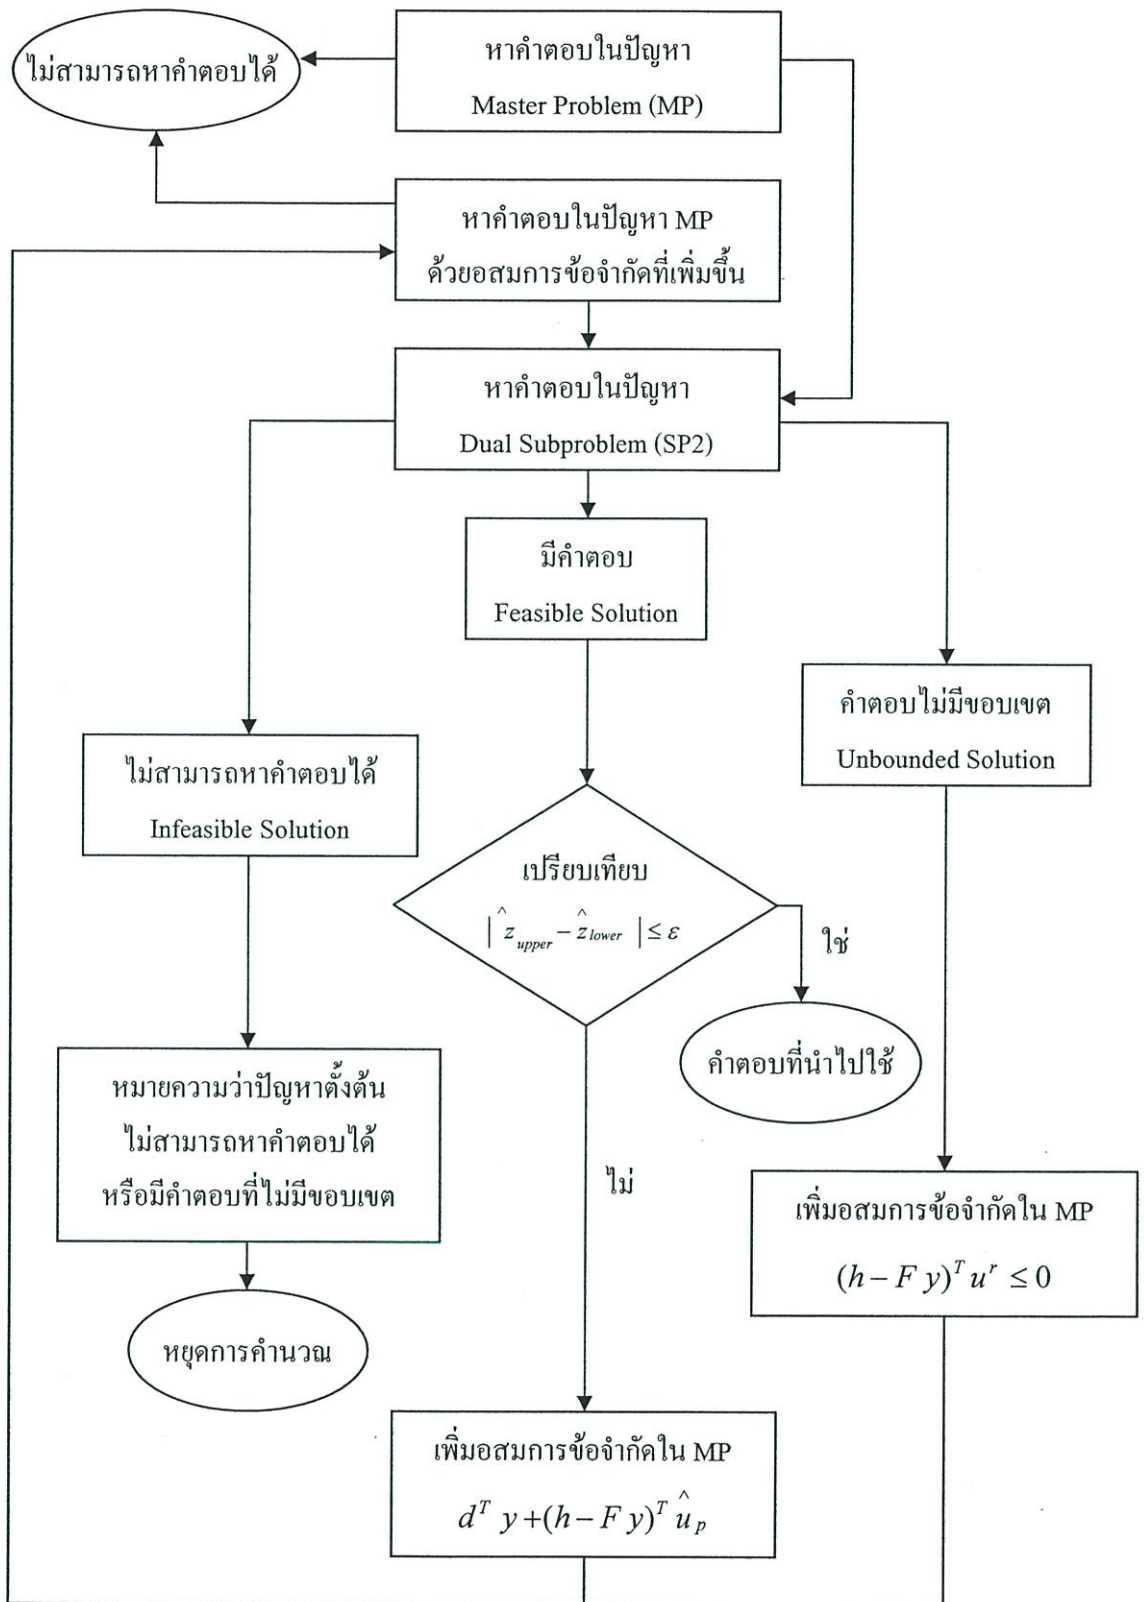 ไม่สามารถหาคำตอบได้
หาคำตอบในปัญหา
Master Problem (MP)
หาคำตอบในปัญหา MP
ด้วยอสมการข้อจำกัดที่เพิ่มขึ้น
หาคำตอบในปัญหา
Dual Subproblem (SP2)
มีคำตอบ
Feasible Solution
คำตอบไม่มีขอบเขต
Unbounded Solution
ไม่สามารถหาคำตอบได้
Infeasible Solution
เปรียบเทียบ
| ẑ_upper − ẑ_lower | ≤ ε
ใช่
คำตอบที่นำไปใช้
หมายความว่าปัญหาตั้งต้น
ไม่สามารถหาคำตอบได้
หรือมีคำตอบที่ไม่มีขอบเขต
ไม่
เพิ่มอสมการข้อจำกัดใน MP
(h − F y)^T u^r ≤ 0
หยุดการคำนวณ
เพิ่มอสมการข้อจำกัดใน MP
d^T y + (h − F y)^T û_p